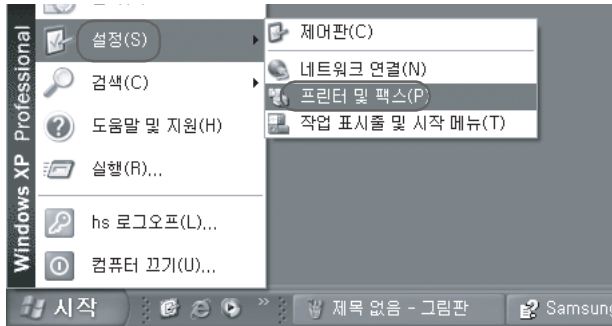 Windows XP Professional
설정(S)
검색(C)
도움말 및 지원(H)
실행(R)...
hs 로그오프(L)...
컴퓨터 끄기(U)...
제어판(C)
네트워크 연결(N)
프린터 및 팩스(P)
작업 표시줄 및 시작 메뉴(T)
시작
»
제목 없음 - 그림판
Samsung